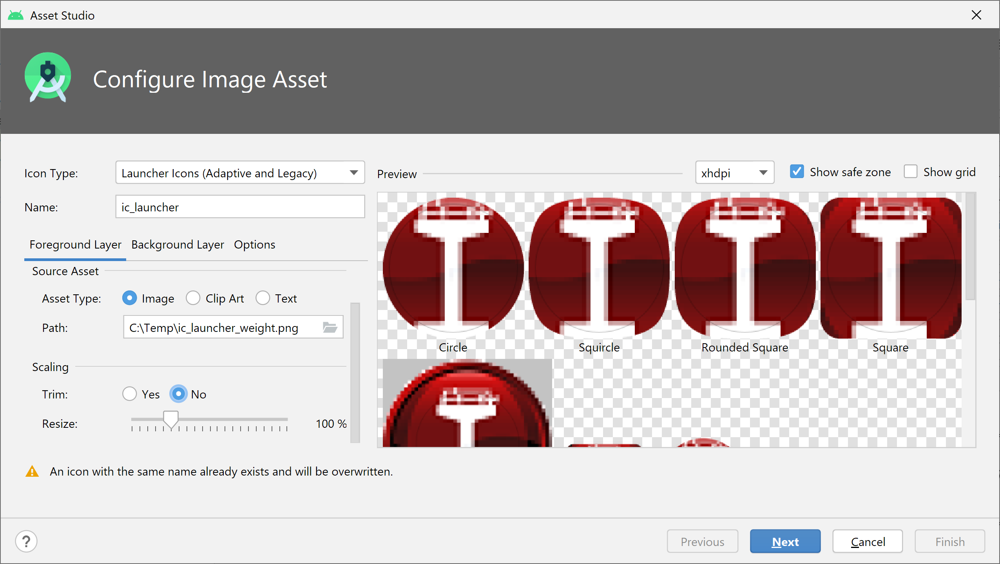 Asset Studio
Configure Image Asset
Icon Type: Launcher Icons (Adaptive and Legacy)
Name: ic_launcher
Foreground Layer Background Layer Options
Source Asset
Asset Type: Image Clip Art Text
Path: C:\Temp\ic_launcher_weight.png
Scaling
Trim: Yes No
Resize: 100 %
Preview xhdpi Show safe zone Show grid
Circle Squircle Rounded Square Square
An icon with the same name already exists and will be overwritten.
? Previous Next Cancel Finish